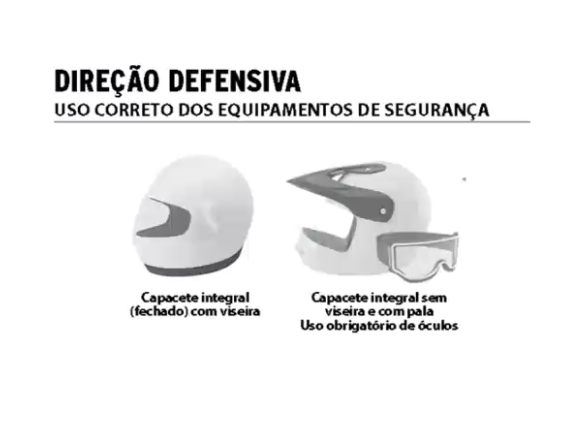 DIREÇÃO DEFENSIVA
USO CORRETO DOS EQUIPAMENTOS DE SEGURANÇA
Capacete integral
(fechado) com viseira
Capacete integral sem
viseira e com pala
Uso obrigatório de óculos